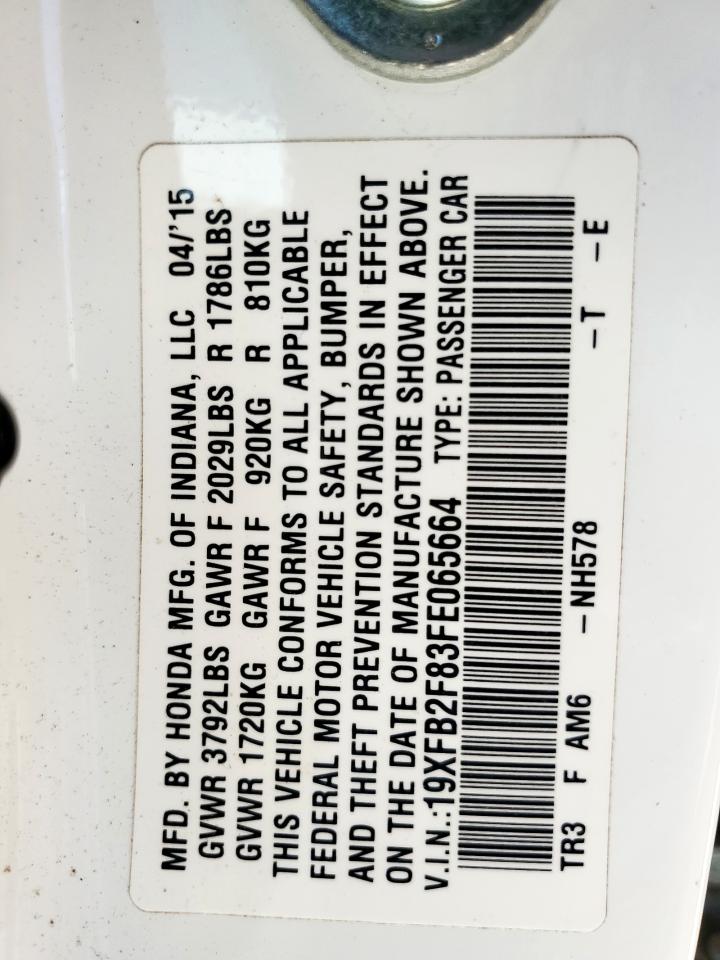 MFD. BY HONDA MFG. OF INDIANA, LLC 04/'15
GVWR 3792LBS GAWR F 2029LBS R 1786LBS
GVWR 1720KG GAWR F 920KG R 810KG
THIS VEHICLE CONFORMS TO ALL APPLICABLE
FEDERAL MOTOR VEHICLE SAFETY, BUMPER,
AND THEFT PREVENTION STANDARDS IN EFFECT
ON THE DATE OF MANUFACTURE SHOWN ABOVE.
V.I.N.:19XFB2F83FE065664 TYPE: PASSENGER CAR
TR3 F AM6 –NH578 –T –E